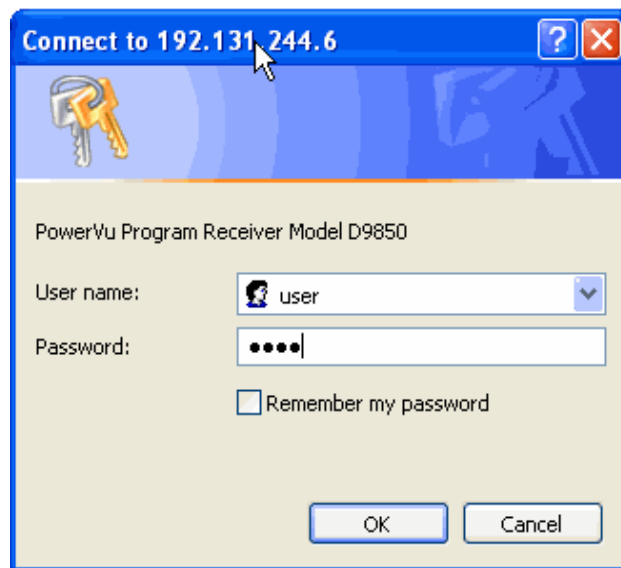 Connect to 192.131.244.6
PowerVu Program Receiver Model D9850
User name:
user
Password:
••••
Remember my password
OK
Cancel